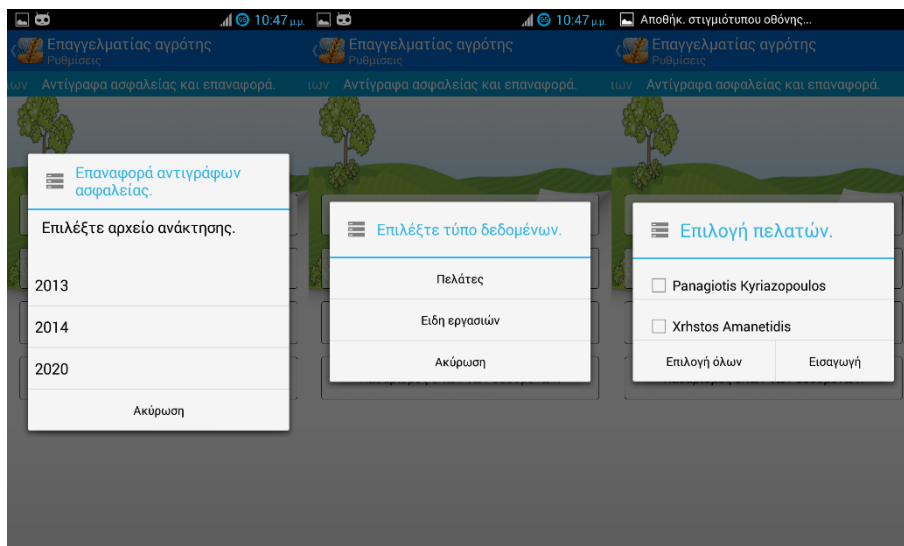 95 10:47 μ.μ.
Επαγγελματίας αγρότης
Ρυθμίσεις
ιων Αντίγραφα ασφαλείας και επαναφορά.
Επαναφορά αντιγράφων
ασφαλείας.
Επιλέξτε αρχείο ανάκτησης.
2013
2014
2020
Ακύρωση
95 10:47 μ.μ.
Επαγγελματίας αγρότης
Ρυθμίσεις
ιων Αντίγραφα ασφαλείας και επαναφορά.
Επιλέξτε τύπο δεδομένων.
Πελάτες
Ειδη εργασιών
Ακύρωση
Αποθήκ. στιγμιότυπου οθόνης...
Επαγγελματίας αγρότης
Ρυθμίσεις
ιων Αντίγραφα ασφαλείας και επαναφορά.
Επιλογή πελατών.
Panagiotis Kyriazopoulos
Xrhstos Amanetidis
Επιλογή όλων Εισαγωγή